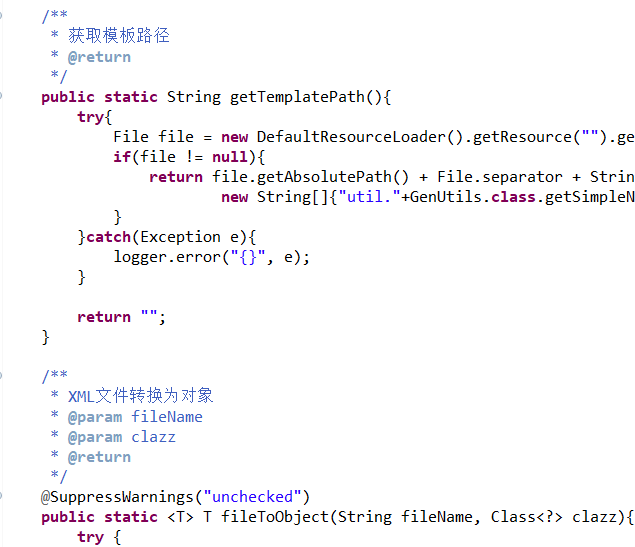 /**
 * 获取模板路径
 * @return
 */
public static String getTemplatePath(){
    try{
        File file = new DefaultResourceLoader().getResource("").ge
        if(file != null){
            return file.getAbsolutePath() + File.separator + Strin
                    new String[]{"util."+GenUtils.class.getSimpleN
        }
    }catch(Exception e){
        logger.error("{}", e);
    }

    return "";
}

/**
 * XML文件转换为对象
 * @param fileName
 * @param clazz
 * @return
 */
@SuppressWarnings("unchecked")
public static <T> T fileToObject(String fileName, Class<?> clazz){
    try {